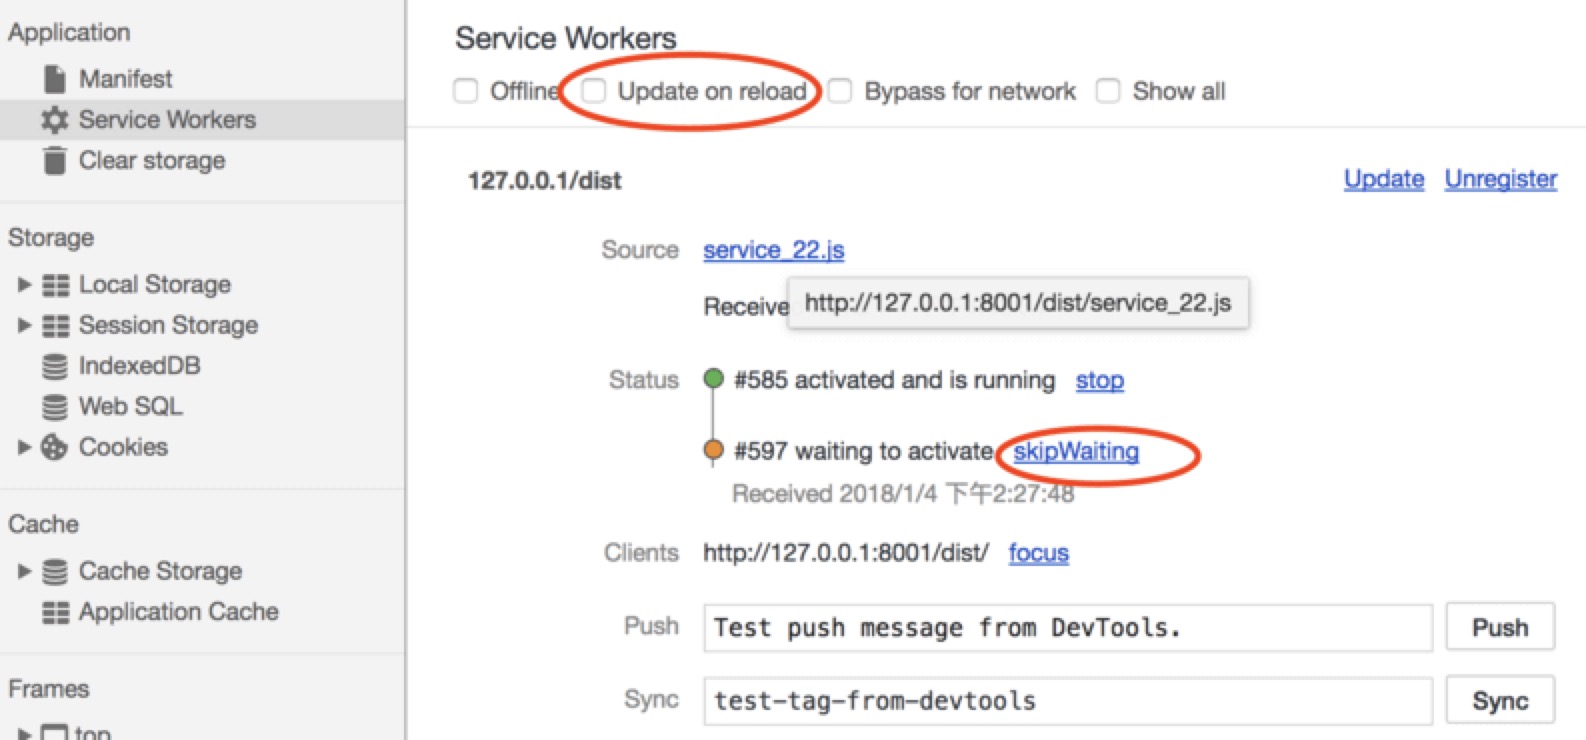 Application
Manifest
Service Workers
Clear storage
Storage
Local Storage
Session Storage
IndexedDB
Web SQL
Cookies
Cache
Cache Storage
Application Cache
Frames
top
Service Workers
Offline Update on reload Bypass for network Show all
127.0.0.1/dist Update Unregister
Source service_22.js
Receive http://127.0.0.1:8001/dist/service_22.js
Status #585 activated and is running stop
#597 waiting to activate skipWaiting
Received 2018/1/4 下午2:27:48
Clients http://127.0.0.1:8001/dist/ focus
Push Test push message from DevTools. Push
Sync test-tag-from-devtools Sync